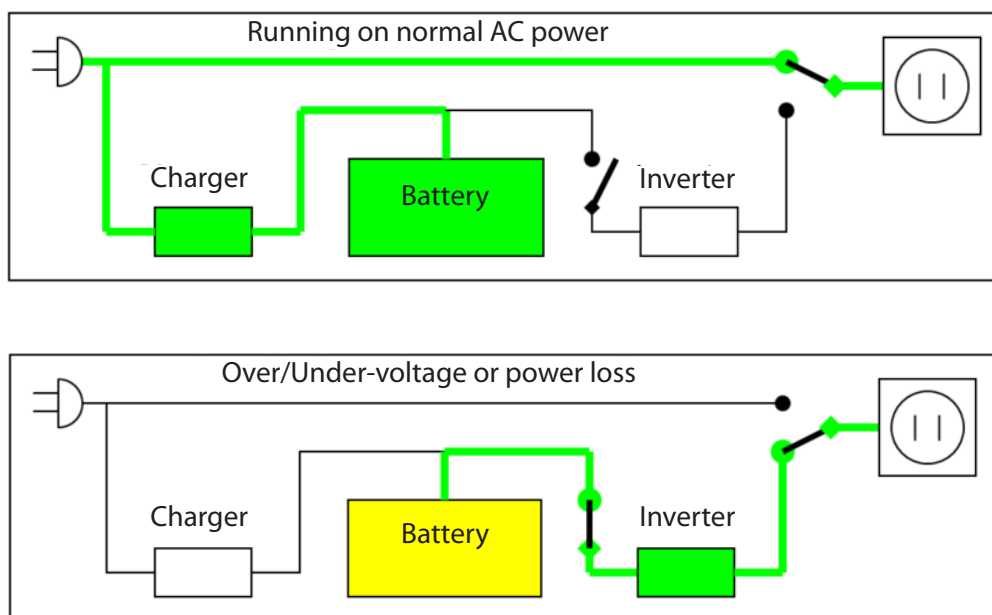 Running on normal AC power
Charger
Battery
Inverter
Over/Under-voltage or power loss
Charger
Battery
Inverter